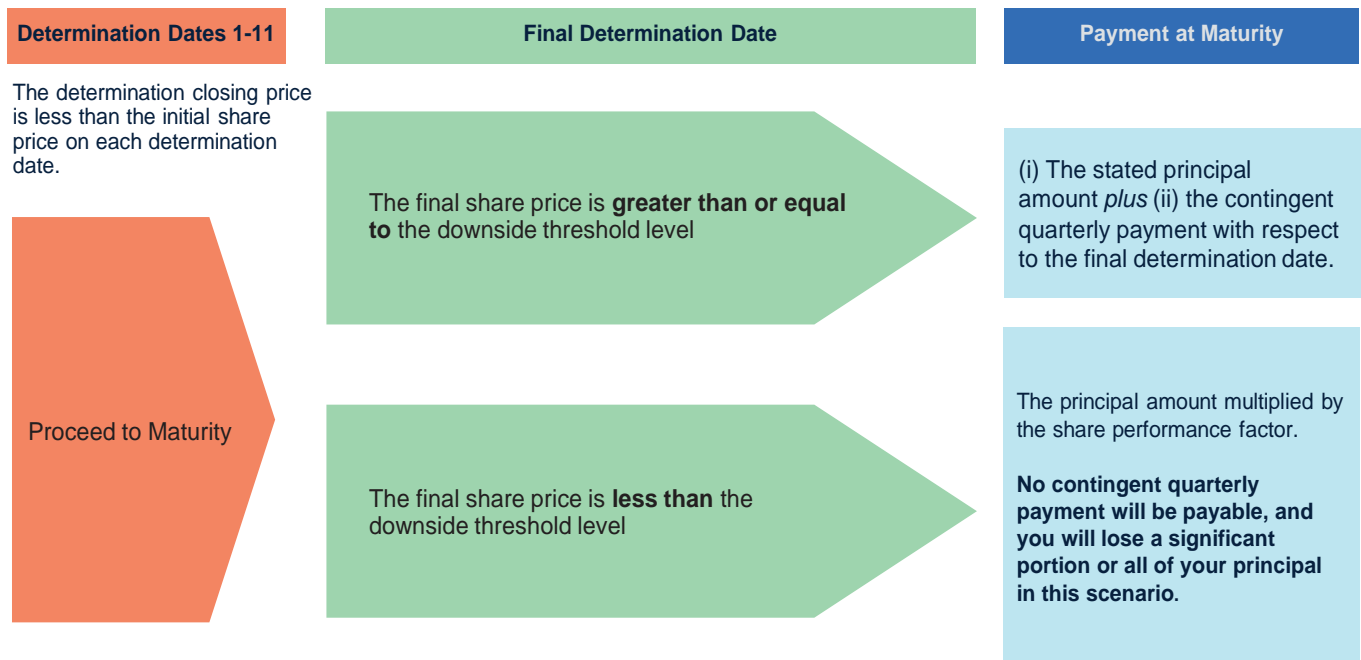 Determination Dates 1-11
Final Determination Date
Payment at Maturity
The determination closing price
is less than the initial share
price on each determination
date.
Proceed to Maturity
The final share price is greater than or equal
to the downside threshold level
(i) The stated principal
amount plus (ii) the contingent
quarterly payment with respect
to the final determination date.
The final share price is less than the
downside threshold level
The principal amount multiplied by
the share performance factor.
No contingent quarterly
payment will be payable, and
you will lose a significant
portion or all of your principal
in this scenario.